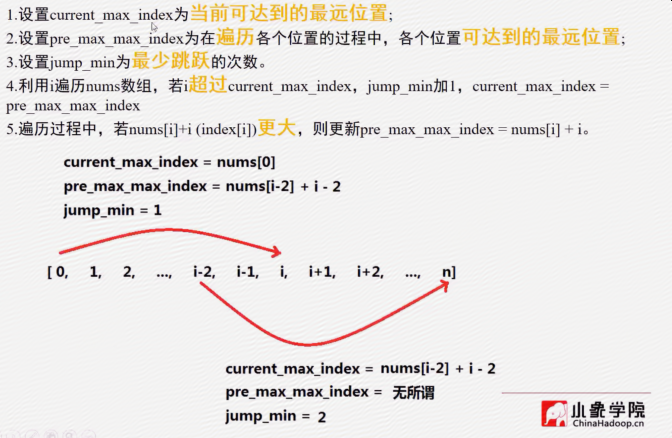 1.设置current_max_index为当前可达到的最远位置;
2.设置pre_max_max_index为在遍历各个位置的过程中，各个位置可达到的最远位置;
3.设置jump_min为最少跳跃的次数。
4.利用i遍历nums数组，若i超过current_max_index，jump_min加1，current_max_index =
pre_max_max_index
5.遍历过程中，若nums[i]+i (index[i])更大，则更新pre_max_max_index = nums[i] + i。
current_max_index = nums[0]
pre_max_max_index = nums[i-2] + i - 2
jump_min = 1
[ 0, 1, 2, ..., i-2, i-1, i, i+1, i+2, ..., n]
current_max_index = nums[i-2] + i - 2
pre_max_max_index = 无所谓
jump_min = 2
小象学院
ChinaHadoop.cn